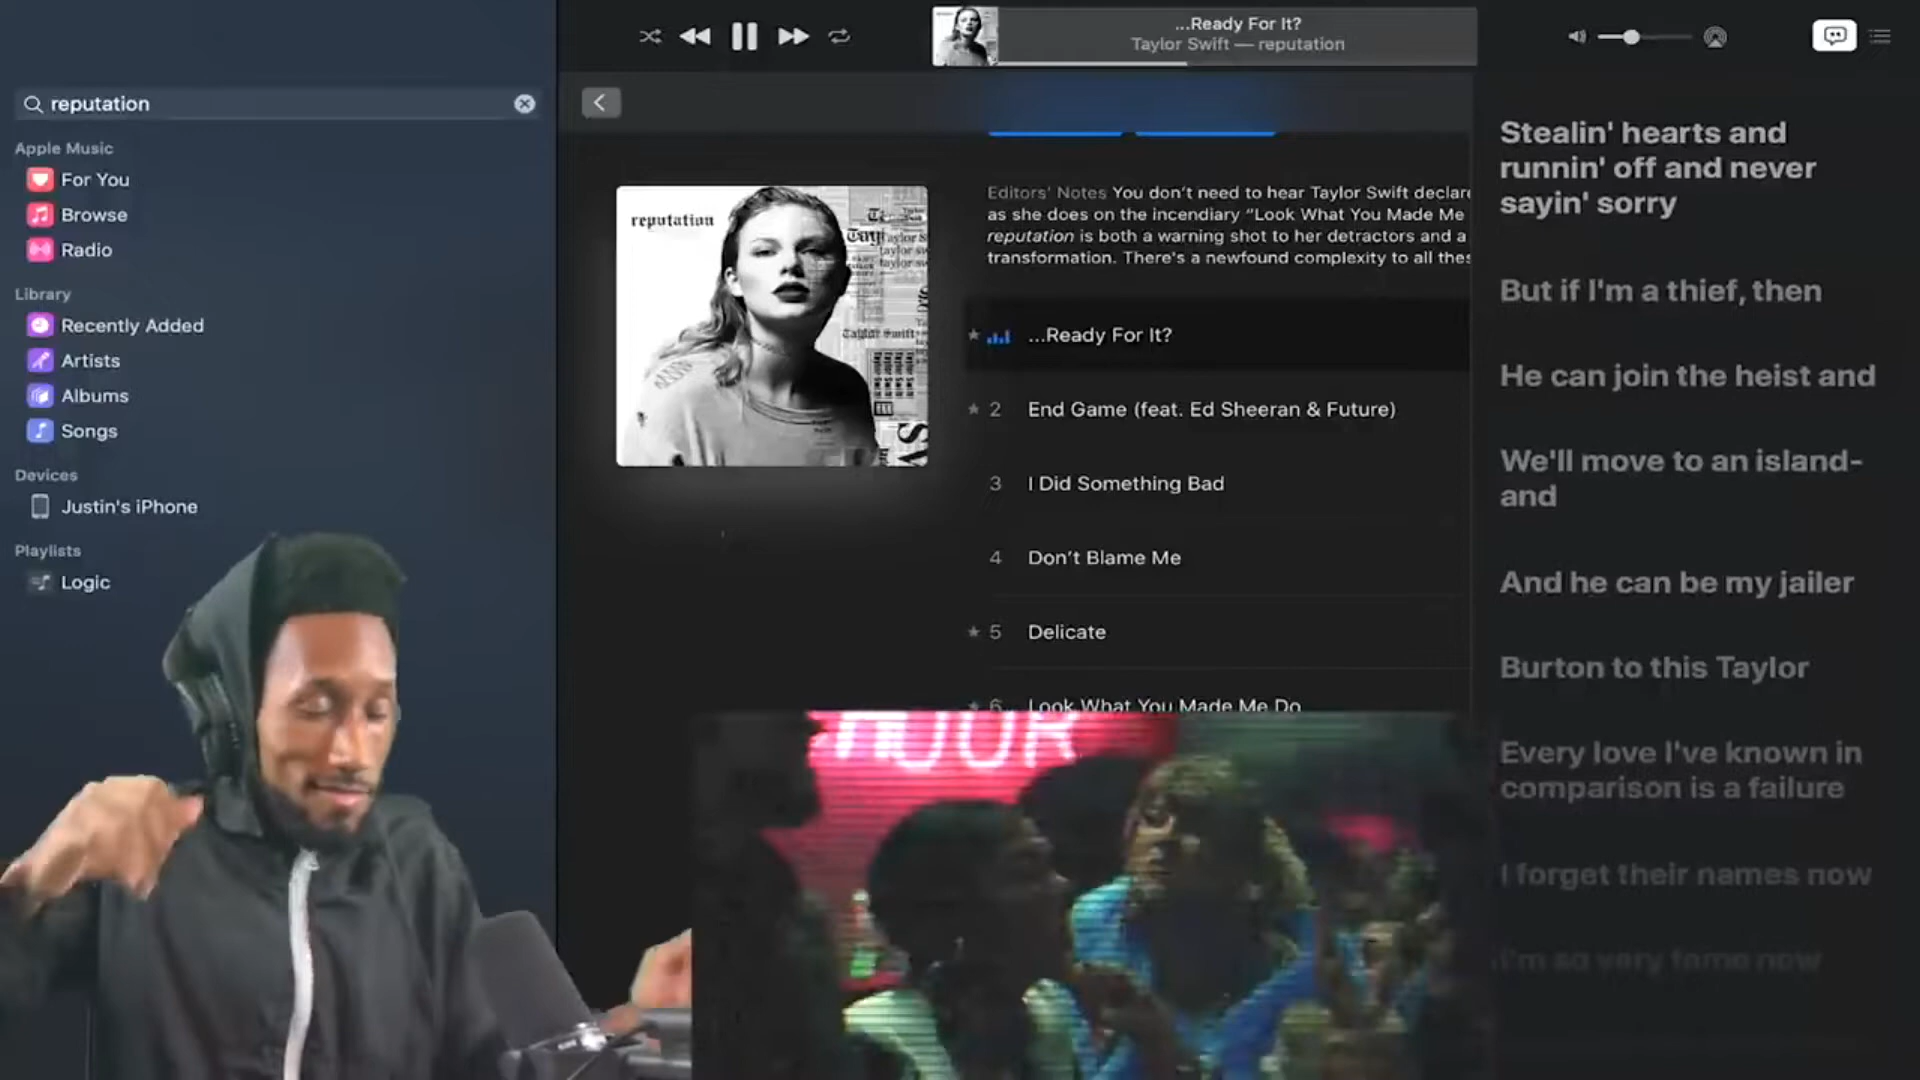 ...Ready For It?
Taylor Swift — reputation
reputation
Apple Music
For You
Browse
Radio
Library
Recently Added
Artists
Albums
Songs
Devices
Justin's iPhone
Playlists
Logic
reputation
Taylor Swift
Editors' Notes You don't need to hear Taylor Swift declare
as she does on the incendiary “Look What You Made Me
reputation is both a warning shot to her detractors and a
transformation. There's a newfound complexity to all thes
...Ready For It?
2 End Game (feat. Ed Sheeran & Future)
3 I Did Something Bad
4 Don't Blame Me
5 Delicate
6 Look What You Made Me Do
HOUR
Stealin' hearts and
runnin' off and never
sayin' sorry
But if I'm a thief, then
He can join the heist and
We'll move to an island-
and
And he can be my jailer
Burton to this Taylor
Every love I've known in
comparison is a failure
I forget their names now
I'm so very tame now